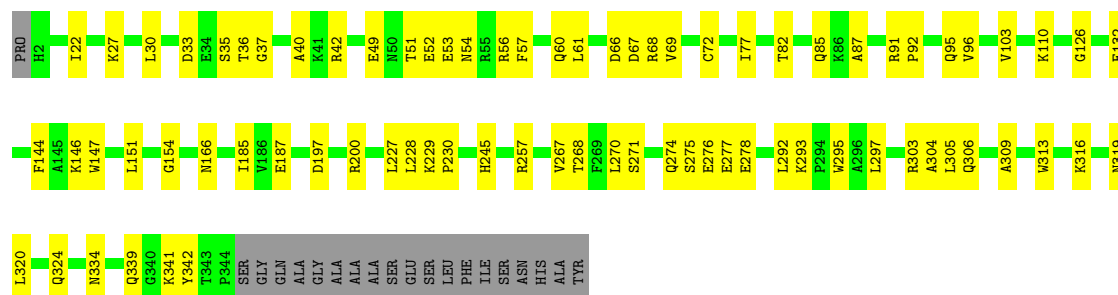 PRO H2 I22 K27 L30 D33 E34 S35 T36 G37 A40 K41 R42 E49 N50 T51 E52 E53 N54 R55 R56 F57 Q60 L61 D66 D67 R68 V69 C72 I77 T82 Q85 K86 A87 R91 P92 Q95 V96 V103 K110 G126
F144 A145 K146 W147 L151 G154 N166 I185 V186 E187 D197 R200 L227 L228 K229 P230 H245 R257 V267 T268 F269 L270 S271 Q274 S275 E276 E277 E278 L292 K293 P294 W295 A296 L297 R303 A304 L305 Q306 A309 W313 K316
L320 Q324 N334 Q339 G340 K341 Y342 T343 P344 SER GLY GLN ALA GLY ALA ALA ALA SER GLU SER LEU PHE ILE SER ASN HIS ALA TYR